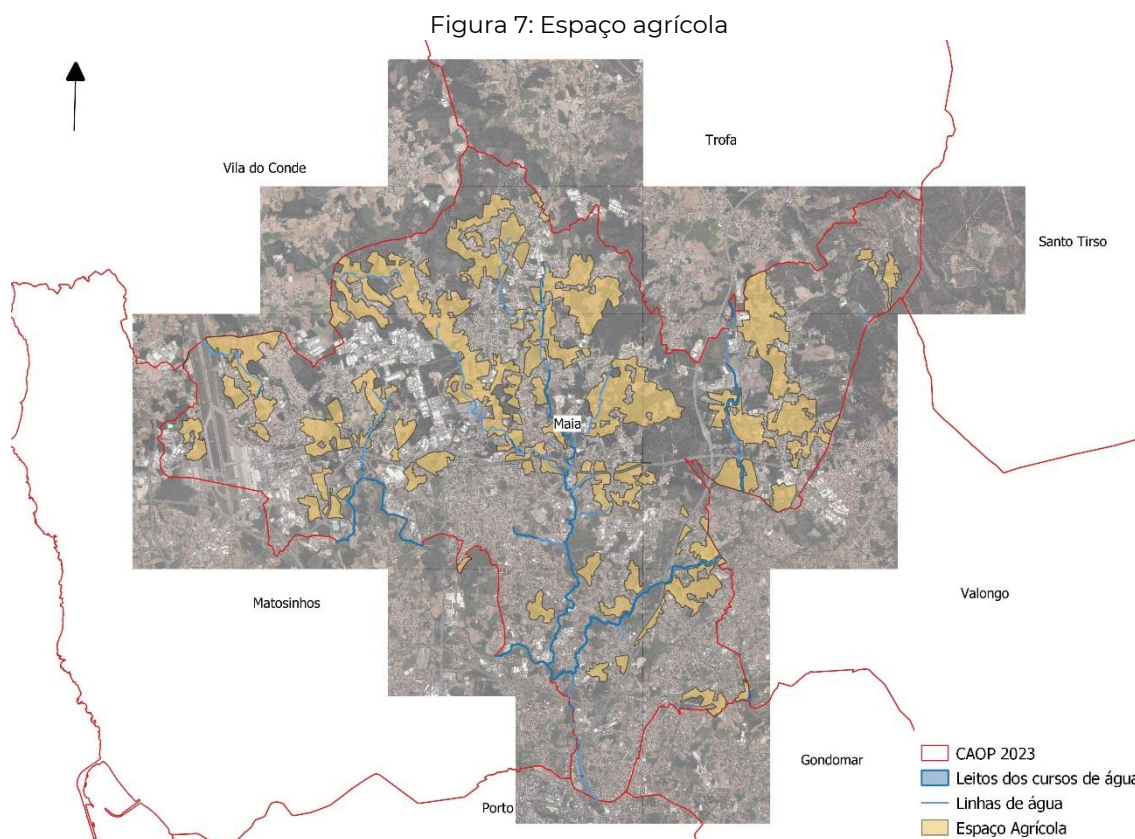 Figura 7: Espaço agrícola
Trofa
Vila do Conde
Santo Tirso
Maia
Matosinhos
Valongo
Gondomar
Porto
CAOP 2023
Leitos dos cursos de água
Linhas de água
Espaço Agrícola